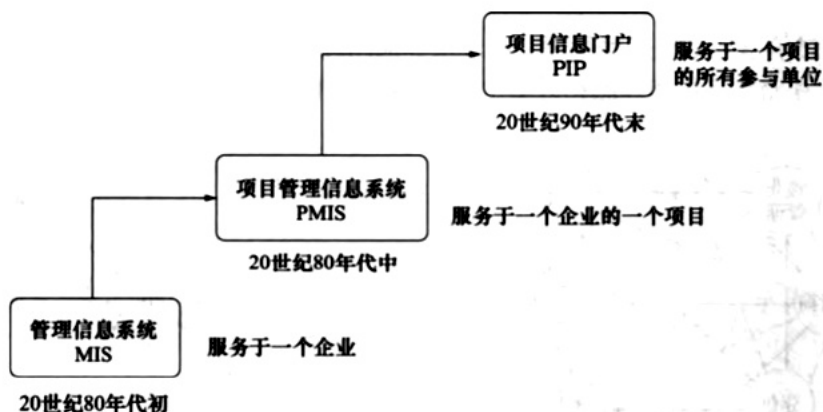 项目信息门户
PIP
服务于一个项目
的所有参与单位
20世纪90年代末
项目管理信息系统
PMIS
服务于一个企业的一个项目
20世纪80年代中
管理信息系统
MIS
服务于一个企业
20世纪80年代初